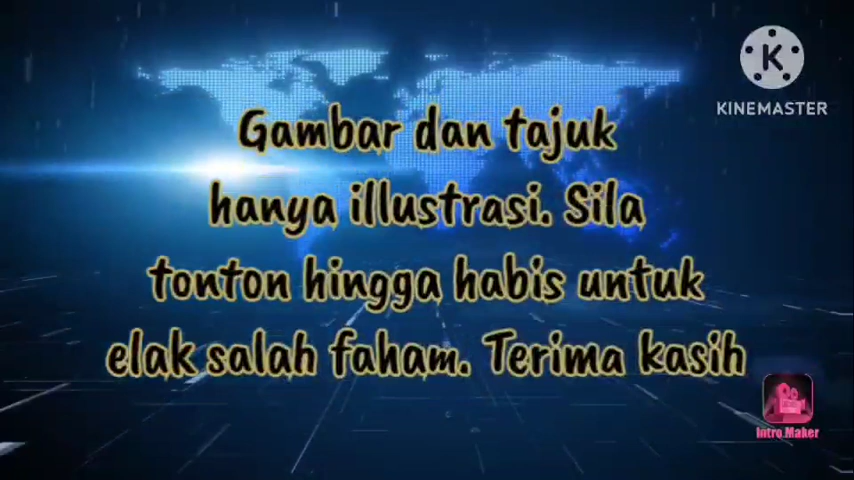 KINEMASTER
Gambar dan tajuk
hanya illustrasi. Sila
tonton hingga habis untuk
elak salah faham. Terima kasih
Intro Maker